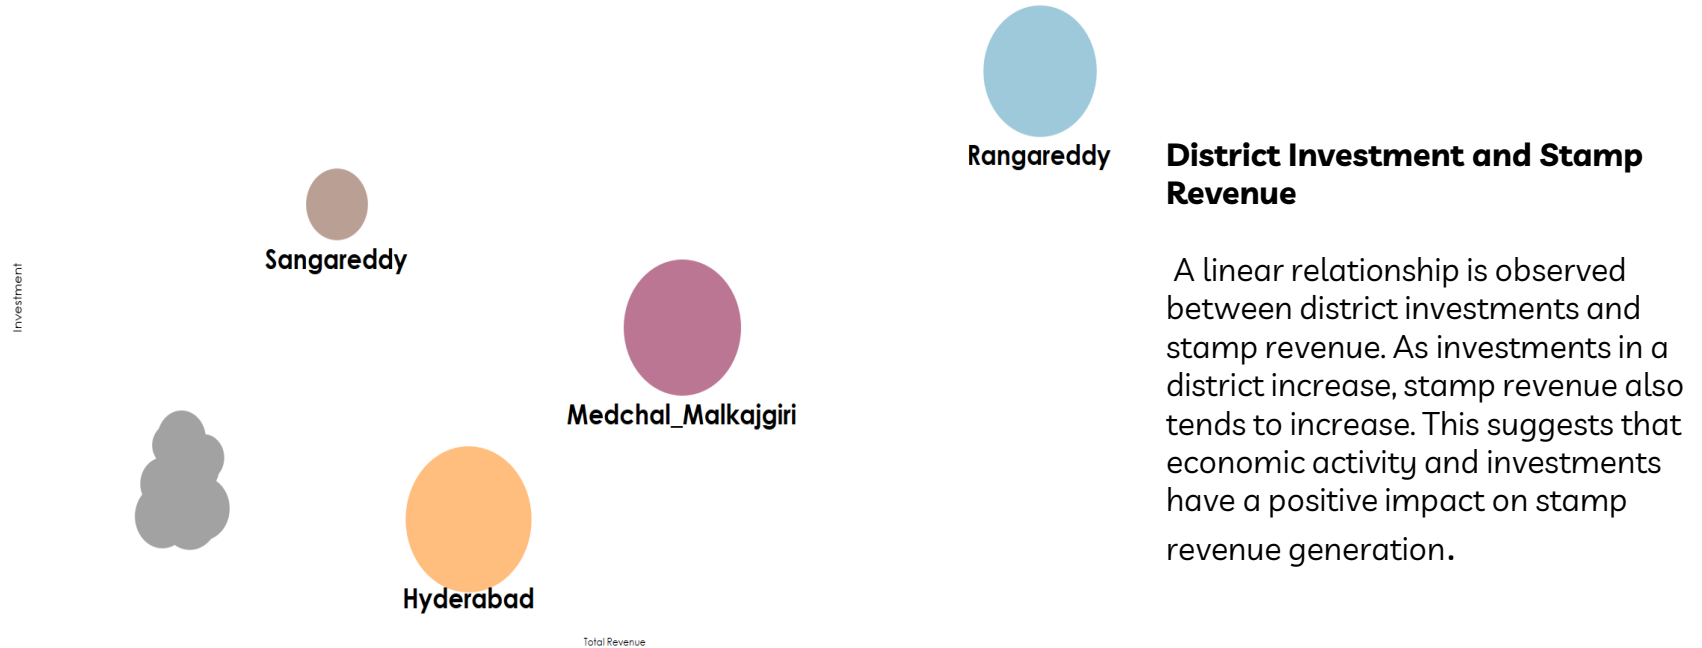 Rangareddy
Sangareddy
Investment
Medchal_Malkajgiri
Hyderabad
Total Revenue
District Investment and Stamp
Revenue
A linear relationship is observed
between district investments and
stamp revenue. As investments in a
district increase, stamp revenue also
tends to increase. This suggests that
economic activity and investments
have a positive impact on stamp
revenue generation.